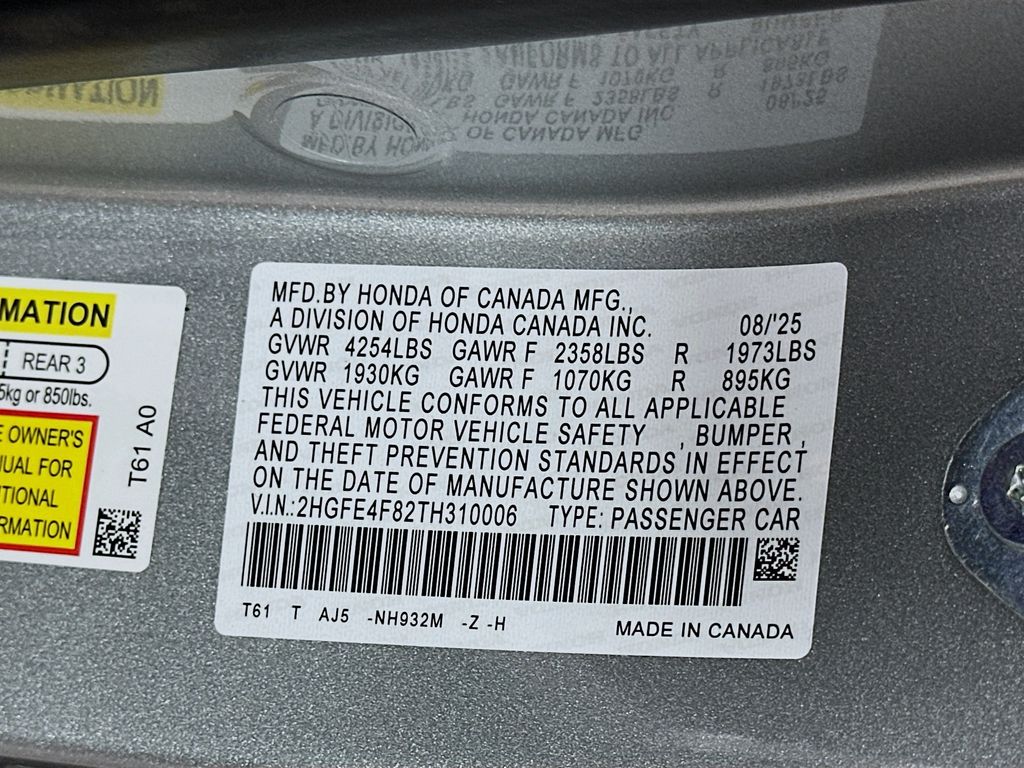 MFD.BY HONDA OF CANADA MFG.,
A DIVISION OF HONDA CANADA INC. 08/'25
GVWR 4254LBS GAWR F 2358LBS R 1973LBS
GVWR 1930KG GAWR F 1070KG R 895KG
THIS VEHICLE CONFORMS TO ALL APPLICABLE
FEDERAL MOTOR VEHICLE SAFETY , BUMPER ,
AND THEFT PREVENTION STANDARDS IN EFFECT
ON THE DATE OF MANUFACTURE SHOWN ABOVE.
V.I.N.:2HGFE4F82TH310006 TYPE: PASSENGER CAR
T61 T AJ5 -NH932M -Z -H
MADE IN CANADA
MATION
REAR 3
5kg or 850lbs.
E OWNER'S
UAL FOR
TIONAL
RMATION
T61 A0